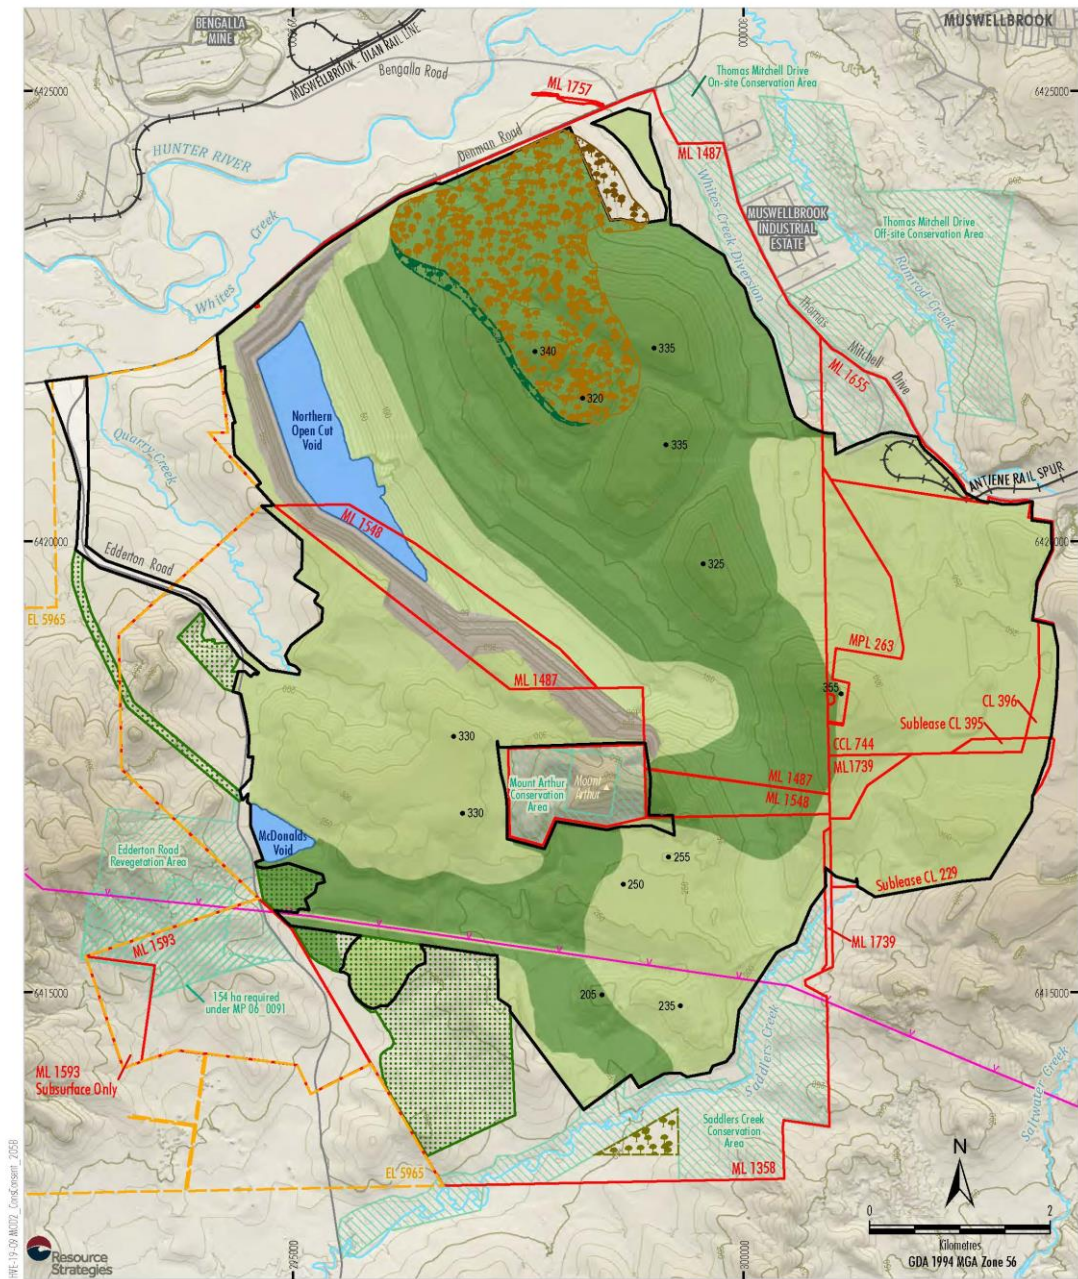 BENGALLA
MINE
295000
300000
MUSWELLBROOK
MUSWELLBROOK - ULAN RAIL LINE
Bengalla Road
6425000
6425000
ML 1757
Thomas Mitchell Drive
On-site Conservation Area
Denman Road
HUNTER RIVER
ML 1487
Whites Creek Diversion
MUSWELLBROOK
INDUSTRIAL
ESTATE
Thomas Mitchell Drive
Off-site Conservation Area
Ramrod Creek
Whites Creek
Thomas Mitchell Drive
340
335
ML 1655
320
Northern
Open Cut
Void
335
Quarry Creek
ANTIENE RAIL SPUR
ML 1548
6420000
6420000
Edderton Road
325
EL 5965
MPL 263
ML 1487
355
CL 396
Sublease CL 395
330
CCL 744
ML1739
ML 1487
Mount Arthur
Conservation
Area
Mount
Arthur
ML 1548
330
McDonalds
Void
Edderton Road
Revegetation Area
255
250
Sublease CL 229
ML 1593
ML 1739
154 ha required
under MP 06_0091
6415000
6415000
205
235
Saddlers Creek
ML 1593
Subsurface Only
Saltwater Creek
Saddlers Creek
Conservation
Area
EL 5965
ML 1358
N
0
2
Kilometres
GDA 1994 MGA Zone 56
295000
300000
HVE-19-09 MOD2_ConsConsent_205B
Resource
Strategies